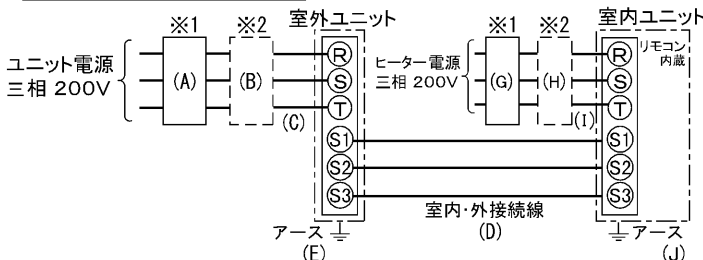 室外ユニット
室内ユニット
※1 ※2
※1 ※2
ユニット電源
三相 200V
(A) (B) (C)
R
S
T
S1
S2
S3
ヒーター電源
三相 200V
(G) (H) (I)
R
S
T
S1
S2
S3
リモコン
内蔵
室内・外接続線
(D)
アース
(E)
アース
(J)